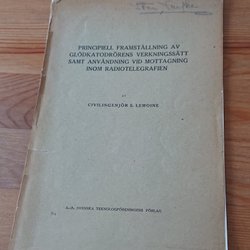 PRINCIPIELL FRAMSTÄLLNING AV
GLÖDKATODRÖRENS VERKNINGSSÄTT
SAMT ANVÄNDNING VID MOTTAGNING
INOM RADIOTELEGRAFIEN
AV
CIVILINGENJÖR E. LEMOINE
A.-B. SVENSKA TEKNOLOGFÖRENINGENS FÖRLAG